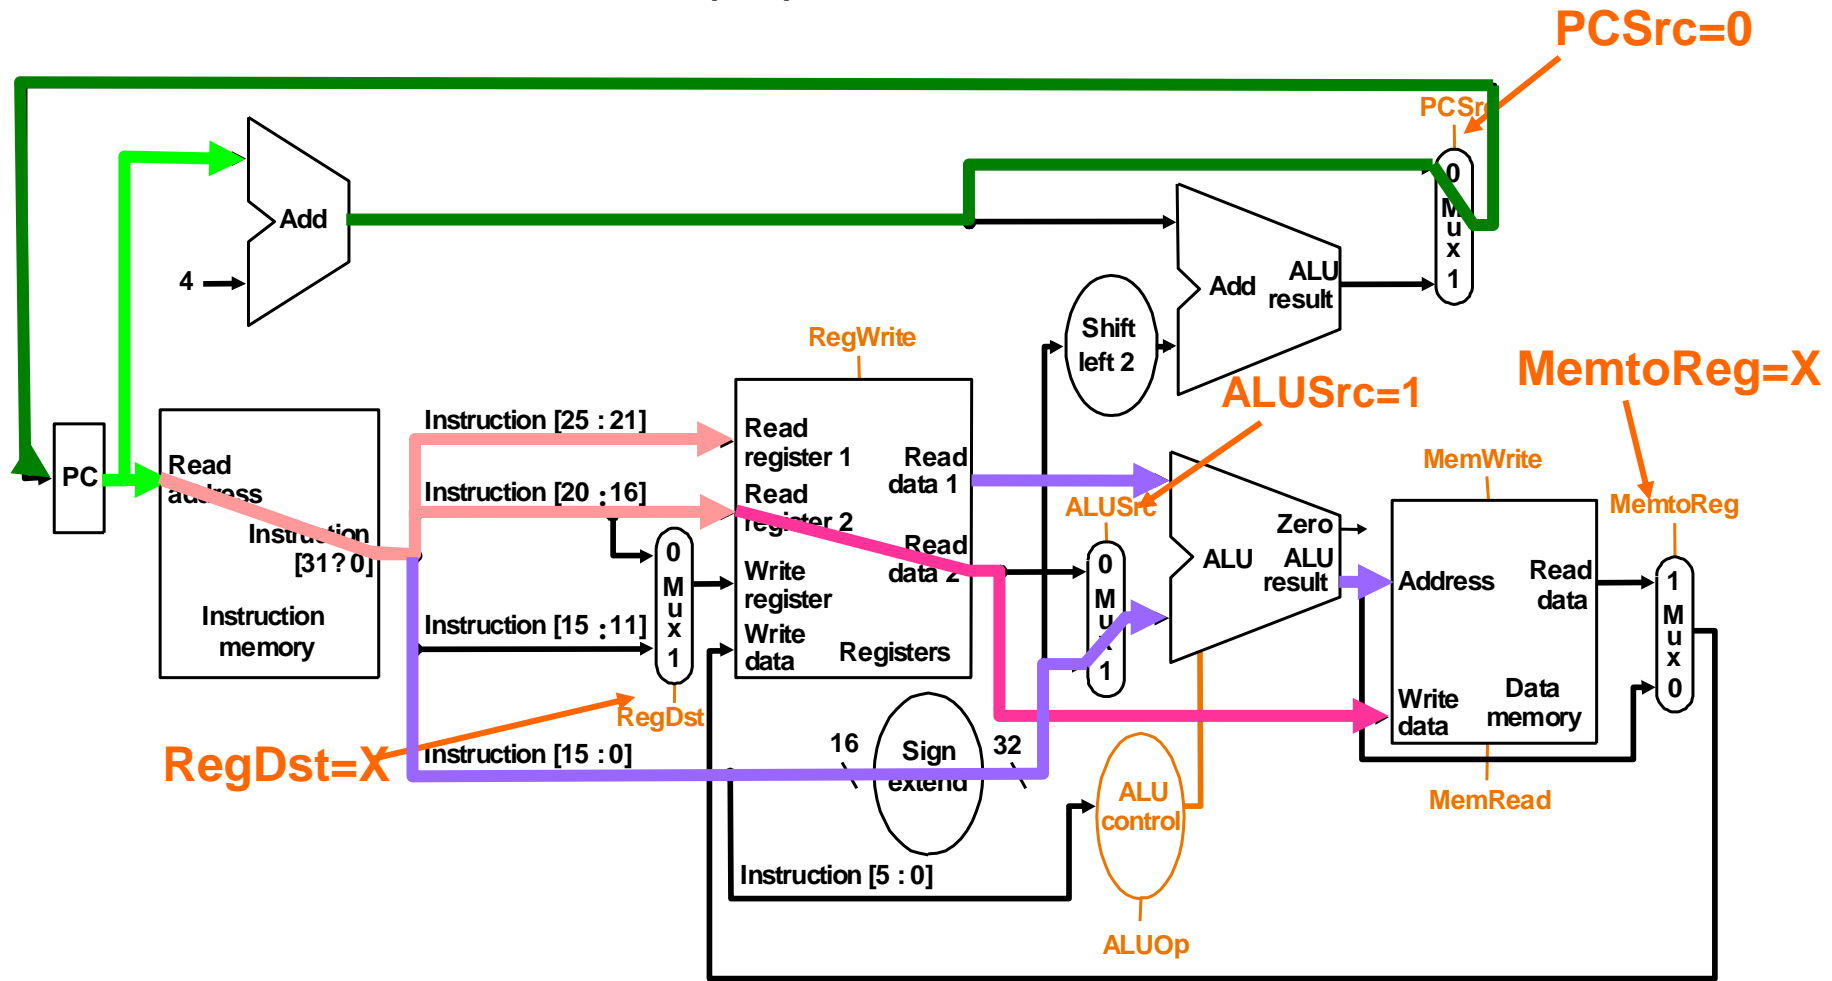 PCSrc=0
PCSrc
0
M
u
x
1
Add
4
Add
ALU
result
Shift
left 2
RegWrite
MemtoReg=X
ALUSrc=1
Instruction [25 : 21]
Read
register 1
Read
data 1
PC
Read
address
Instruction
[31?0]
Instruction
memory
Instruction [20 : 16]
Read
register 2
Read
data 2
MemWrite
MemtoReg
ALUSrc
Zero
ALU
ALU
result
0
M
u
x
1
Write
register
0
M
u
x
1
Address
Read
data
1
M
u
x
0
Instruction [15 : 11]
Write
data
Registers
Write
data
Data
memory
RegDst
RegDst=X
Instruction [15 : 0]
16
Sign
extend
32
ALU
control
MemRead
Instruction [5 : 0]
ALUOp